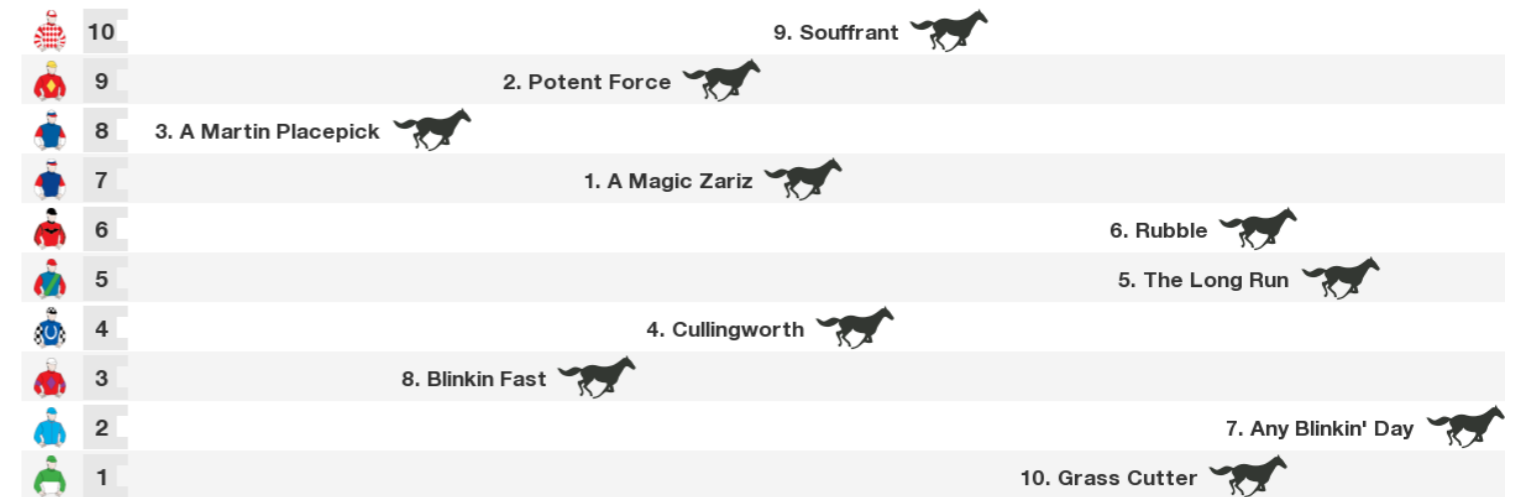 10 9. Souffrant
9 2. Potent Force
8 3. A Martin Placepick
7 1. A Magic Zariz
6 6. Rubble
5 5. The Long Run
4 4. Cullingworth
3 8. Blinkin Fast
2 7. Any Blinkin' Day
1 10. Grass Cutter